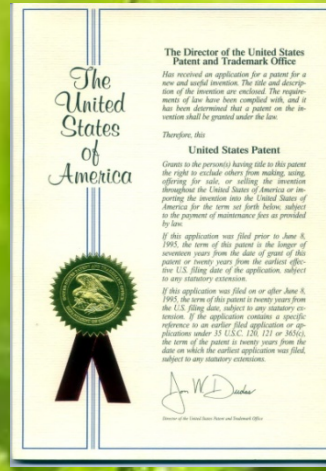 The
United
States
of
America
The Director of the United States
Patent and Trademark Office
Has received an application for a patent for a
new and useful invention. The title and descrip-
tion of the invention are enclosed. The require-
ments of law have been complied with, and it
has been determined that a patent on the in-
vention shall be granted under the law.
Therefore, this
United States Patent
Grants to the person(s) having title to this patent
the right to exclude others from making, using,
offering for sale, or selling the invention
throughout the United States of America or im-
porting the invention into the United States of
America for the term set forth below, subject
to the payment of maintenance fees as provided
by law.
If this application was filed prior to June 8,
1995, the term of this patent is the longer of
seventeen years from the date of grant of this
patent or twenty years from the earliest effec-
tive U.S. filing date of the application, subject
to any statutory extension.
If this application was filed on or after June 8,
1995, the term of this patent is twenty years from
the U.S. filing date, subject to any statutory ex-
tension. If the application contains a specific
reference to an earlier filed application or ap-
plications under 35 U.S.C. 120, 121 or 365(c),
the term of the patent is twenty years from the
date on which the earliest application was filed,
subject to any statutory extensions.
Director of the United States Patent and Trademark Office